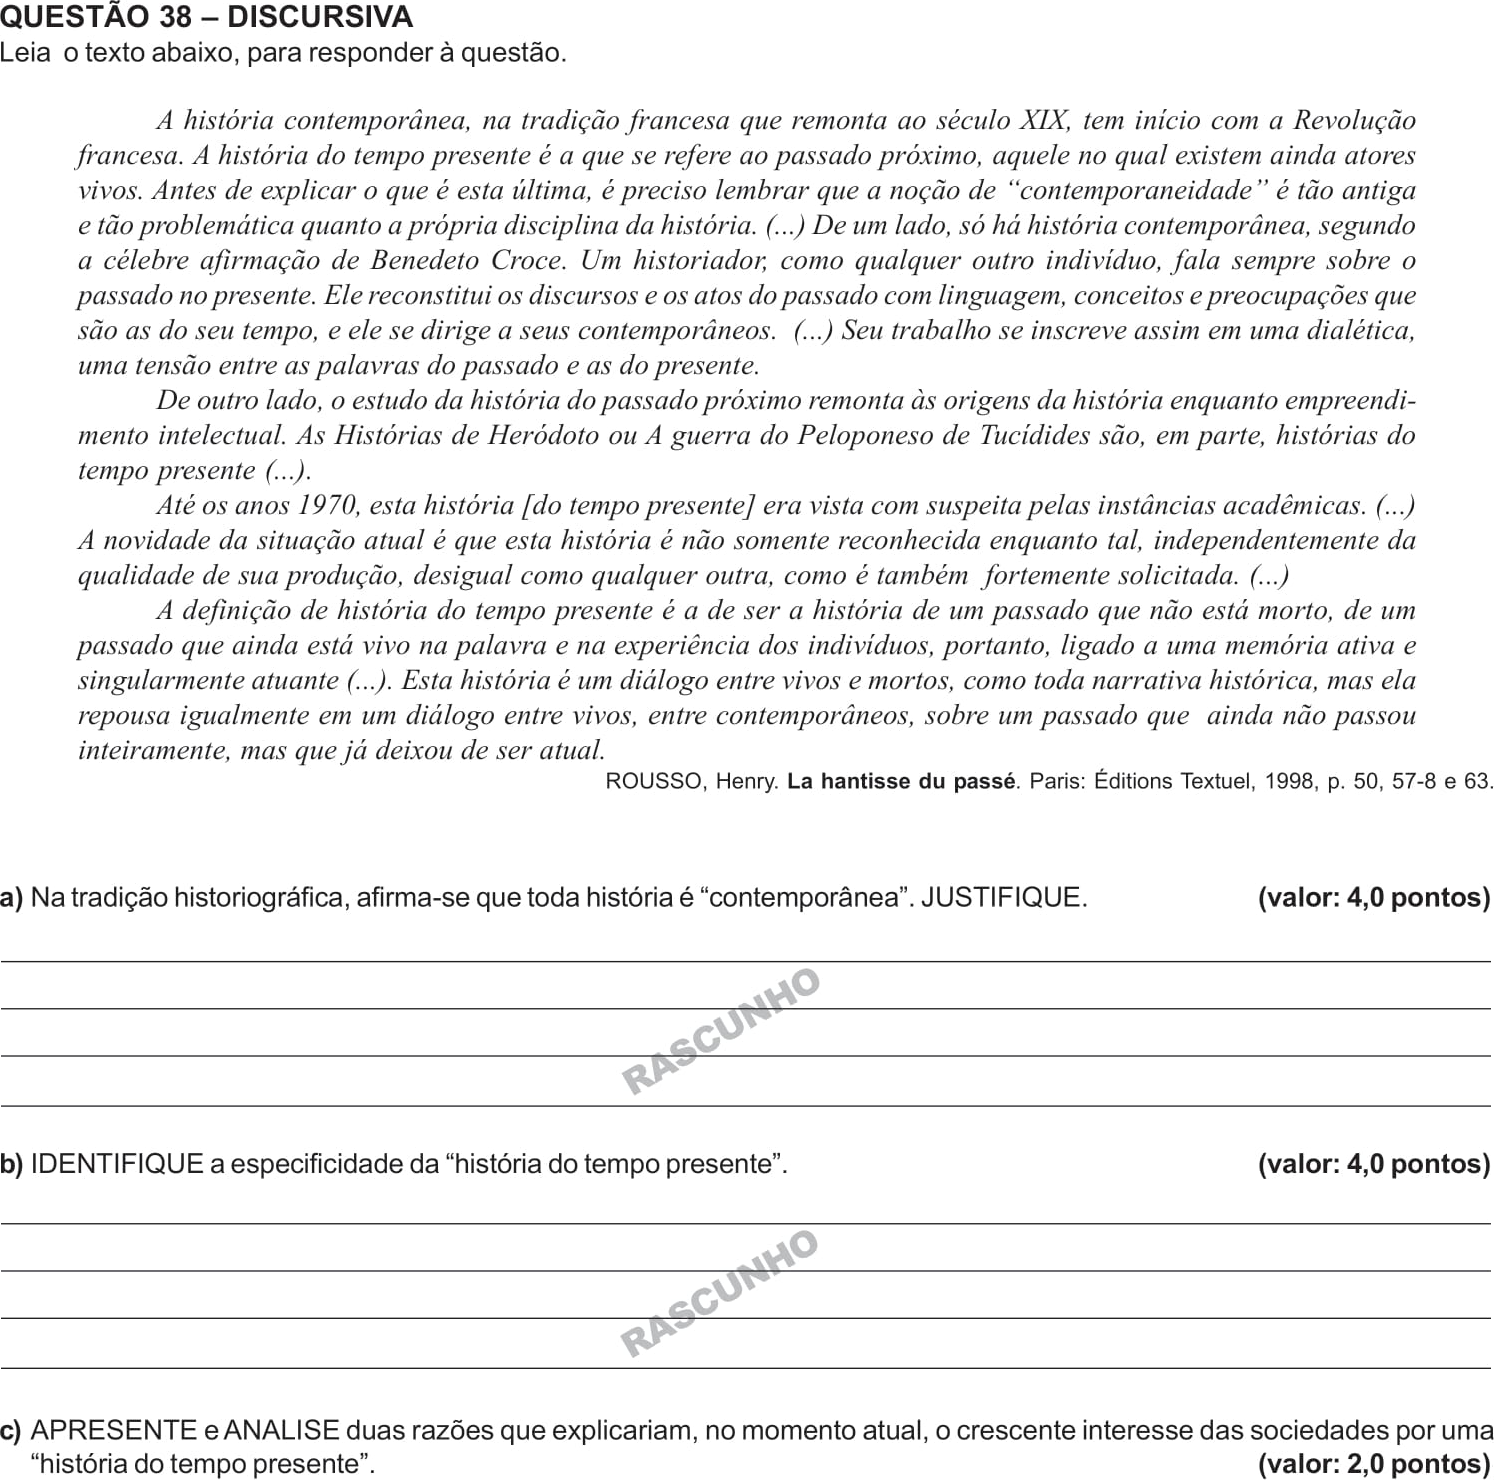 QUESTÃO 38 – DISCURSIVA
Leia o texto abaixo, para responder à questão.
A história contemporânea, na tradição francesa que remonta ao século XIX, tem início com a Revolução
francesa. A história do tempo presente é a que se refere ao passado próximo, aquele no qual existem ainda atores
vivos. Antes de explicar o que é esta última, é preciso lembrar que a noção de “contemporaneidade” é tão antiga
e tão problemática quanto a própria disciplina da história. (...) De um lado, só há história contemporânea, segundo
a célebre afirmação de Benedeto Croce. Um historiador, como qualquer outro indivíduo, fala sempre sobre o
passado no presente. Ele reconstitui os discursos e os atos do passado com linguagem, conceitos e preocupações que
são as do seu tempo, e ele se dirige a seus contemporâneos. (...) Seu trabalho se inscreve assim em uma dialética,
uma tensão entre as palavras do passado e as do presente.
De outro lado, o estudo da história do passado próximo remonta às origens da história enquanto empreendi-
mento intelectual. As Histórias de Heródoto ou A guerra do Peloponeso de Tucídides são, em parte, histórias do
tempo presente (...).
Até os anos 1970, esta história [do tempo presente] era vista com suspeita pelas instâncias acadêmicas. (...)
A novidade da situação atual é que esta história é não somente reconhecida enquanto tal, independentemente da
qualidade de sua produção, desigual como qualquer outra, como é também fortemente solicitada. (...)
A definição de história do tempo presente é a de ser a história de um passado que não está morto, de um
passado que ainda está vivo na palavra e na experiência dos indivíduos, portanto, ligado a uma memória ativa e
singularmente atuante (...). Esta história é um diálogo entre vivos e mortos, como toda narrativa histórica, mas ela
repousa igualmente em um diálogo entre vivos, entre contemporâneos, sobre um passado que ainda não passou
inteiramente, mas que já deixou de ser atual.
ROUSSO, Henry. La hantisse du passé. Paris: Éditions Textuel, 1998, p. 50, 57-8 e 63.
a) Na tradição historiográfica, afirma-se que toda história é “contemporânea”. JUSTIFIQUE. (valor: 4,0 pontos)
RASCUNHO
b) IDENTIFIQUE a especificidade da “história do tempo presente”. (valor: 4,0 pontos)
RASCUNHO
c) APRESENTE e ANALISE duas razões que explicariam, no momento atual, o crescente interesse das sociedades por uma
“história do tempo presente”. (valor: 2,0 pontos)